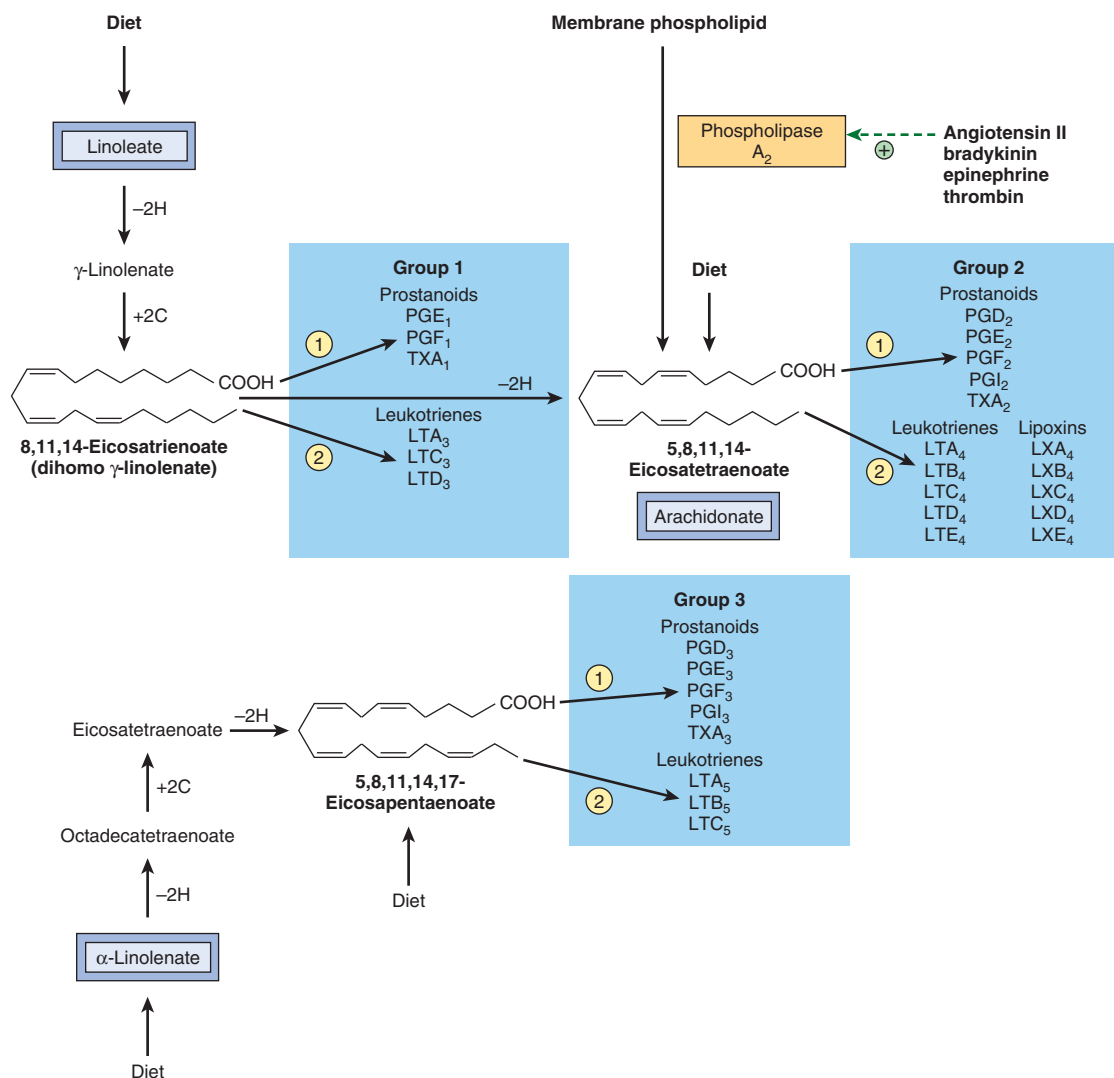 Diet
Linoleate
–2H
γ-Linolenate
+2C
COOH
8,11,14-Eicosatrienoate
(dihomo γ-linolenate)
1
2
Group 1
Prostanoids
PGE₁
PGF₁
TXA₁
Leukotrienes
LTA₃
LTC₃
LTD₃
–2H
Membrane phospholipid
Phospholipase
A₂
+
Angiotensin II
bradykinin
epinephrine
thrombin
Diet
COOH
5,8,11,14-
Eicosatetraenoate
Arachidonate
1
2
Group 2
Prostanoids
PGD₂
PGE₂
PGF₂
PGI₂
TXA₂
Leukotrienes
LTA₄
LTB₄
LTC₄
LTD₄
LTE₄
Lipoxins
LXA₄
LXB₄
LXC₄
LXD₄
LXE₄
Group 3
Prostanoids
PGD₃
PGE₃
PGF₃
PGI₃
TXA₃
Leukotrienes
LTA₅
LTB₅
LTC₅
1
2
COOH
5,8,11,14,17-
Eicosapentaenoate
Diet
Eicosatetraenoate
–2H
+2C
Octadecatetraenoate
–2H
α-Linolenate
Diet